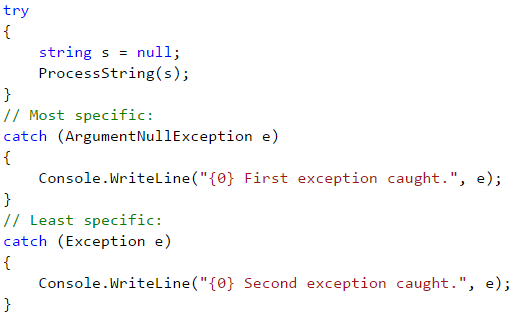 try
{
    string s = null;
    ProcessString(s);
}
// Most specific:
catch (ArgumentNullException e)
{
    Console.WriteLine("{0} First exception caught.", e);
}
// Least specific:
catch (Exception e)
{
    Console.WriteLine("{0} Second exception caught.", e);
}